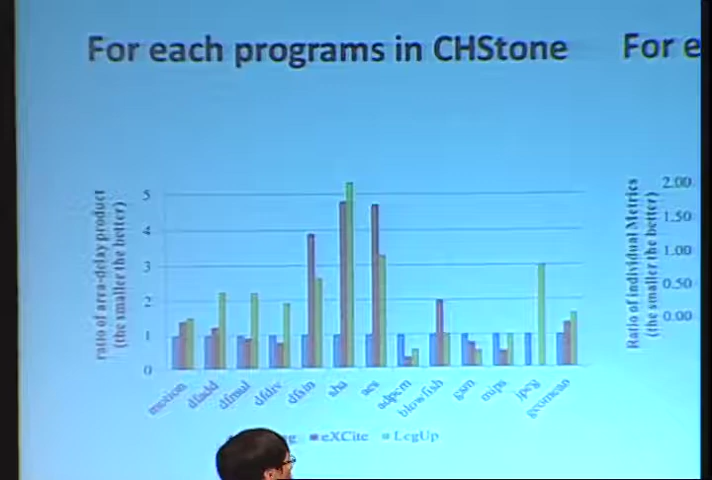 For each programs in CHStone
For e
ratio of area-delay product
(the smaller the better)
5
4
3
2
1
0
motion
dfadd
dfmul
dfdiv
dfsin
sha
aes
adpcm
blowfish
gsm
mips
jpeg
geomean
eXCite
LegUp
Ratio of individual Metrics
(the smaller the better)
2.00
1.50
1.00
0.50
0.00